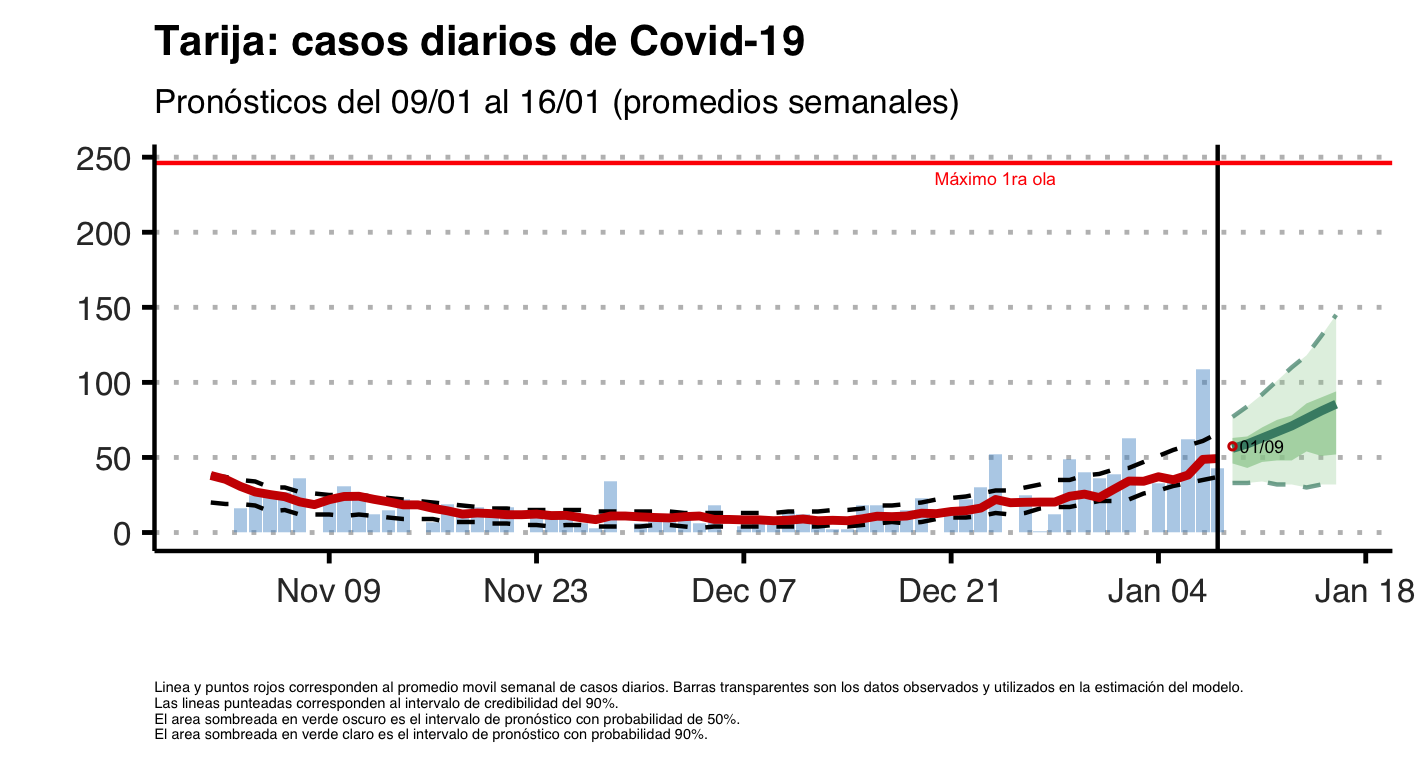 Tarija: casos diarios de Covid-19
Pronósticos del 09/01 al 16/01 (promedios semanales)
250
Máximo 1ra ola
200
150
100
50
01/09
0
Nov 09 Nov 23 Dec 07 Dec 21 Jan 04 Jan 18
Linea y puntos rojos corresponden al promedio movil semanal de casos diarios. Barras transparentes son los datos observados y utilizados en la estimación del modelo.
Las lineas punteadas corresponden al intervalo de credibilidad del 90%.
El area sombreada en verde oscuro es el intervalo de pronóstico con probabilidad de 50%.
El area sombreada en verde claro es el intervalo de pronóstico con probabilidad 90%.